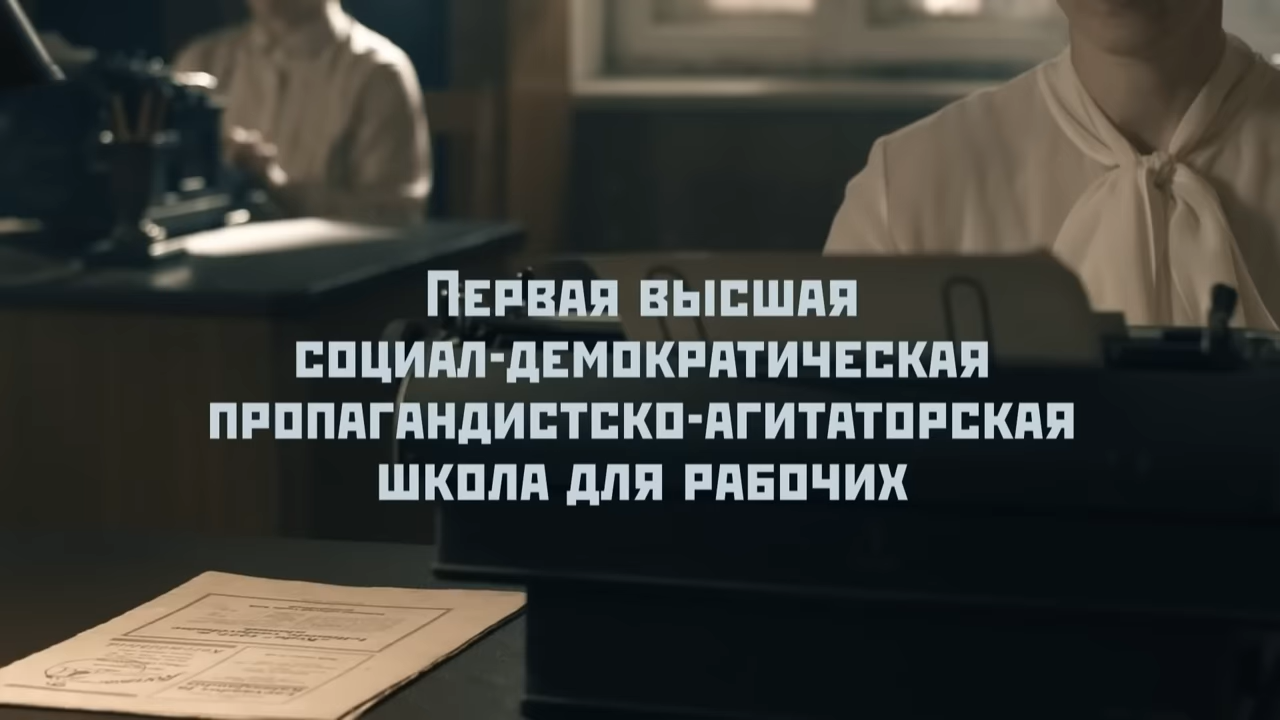 Первая высшая
социал-демократическая
пропагандистско-агитаторская
школа для рабочих